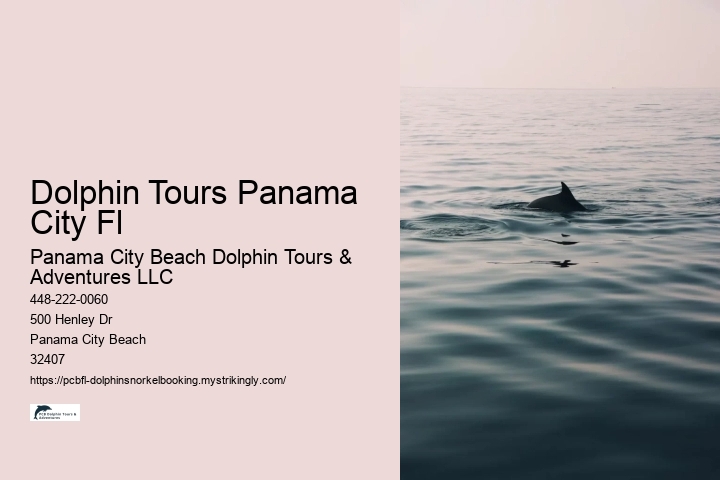 Dolphin Tours Panama
City Fl
Panama City Beach Dolphin Tours &
Adventures LLC
448-222-0060
500 Henley Dr
Panama City Beach
32407
https://pcbfl-dolphinsnorkelbooking.mystrikingly.com/
PCB Dolphin Tours &
Adventures